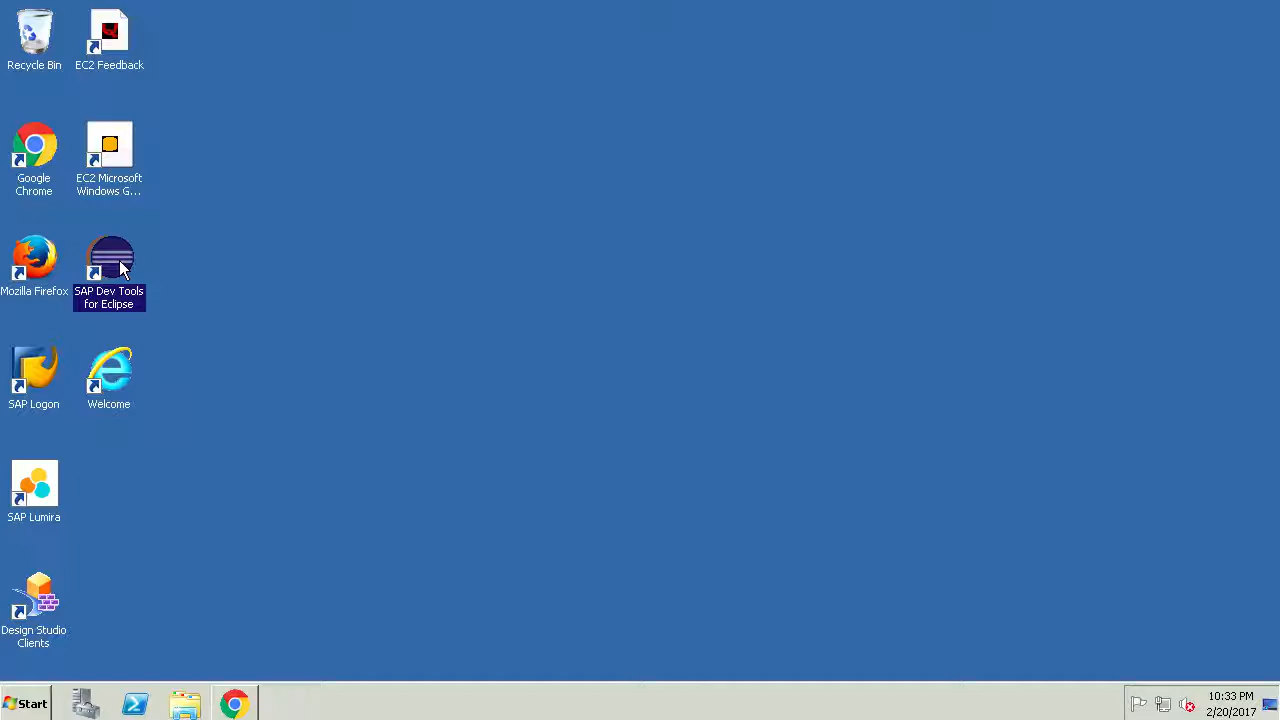 Recycle Bin
EC2 Feedback
Google
Chrome
EC2 Microsoft
Windows G...
Mozilla Firefox
SAP Dev Tools
for Eclipse
SAP Logon
Welcome
SAP Lumira
Design Studio
Clients
Start
10:33 PM
2/20/2017